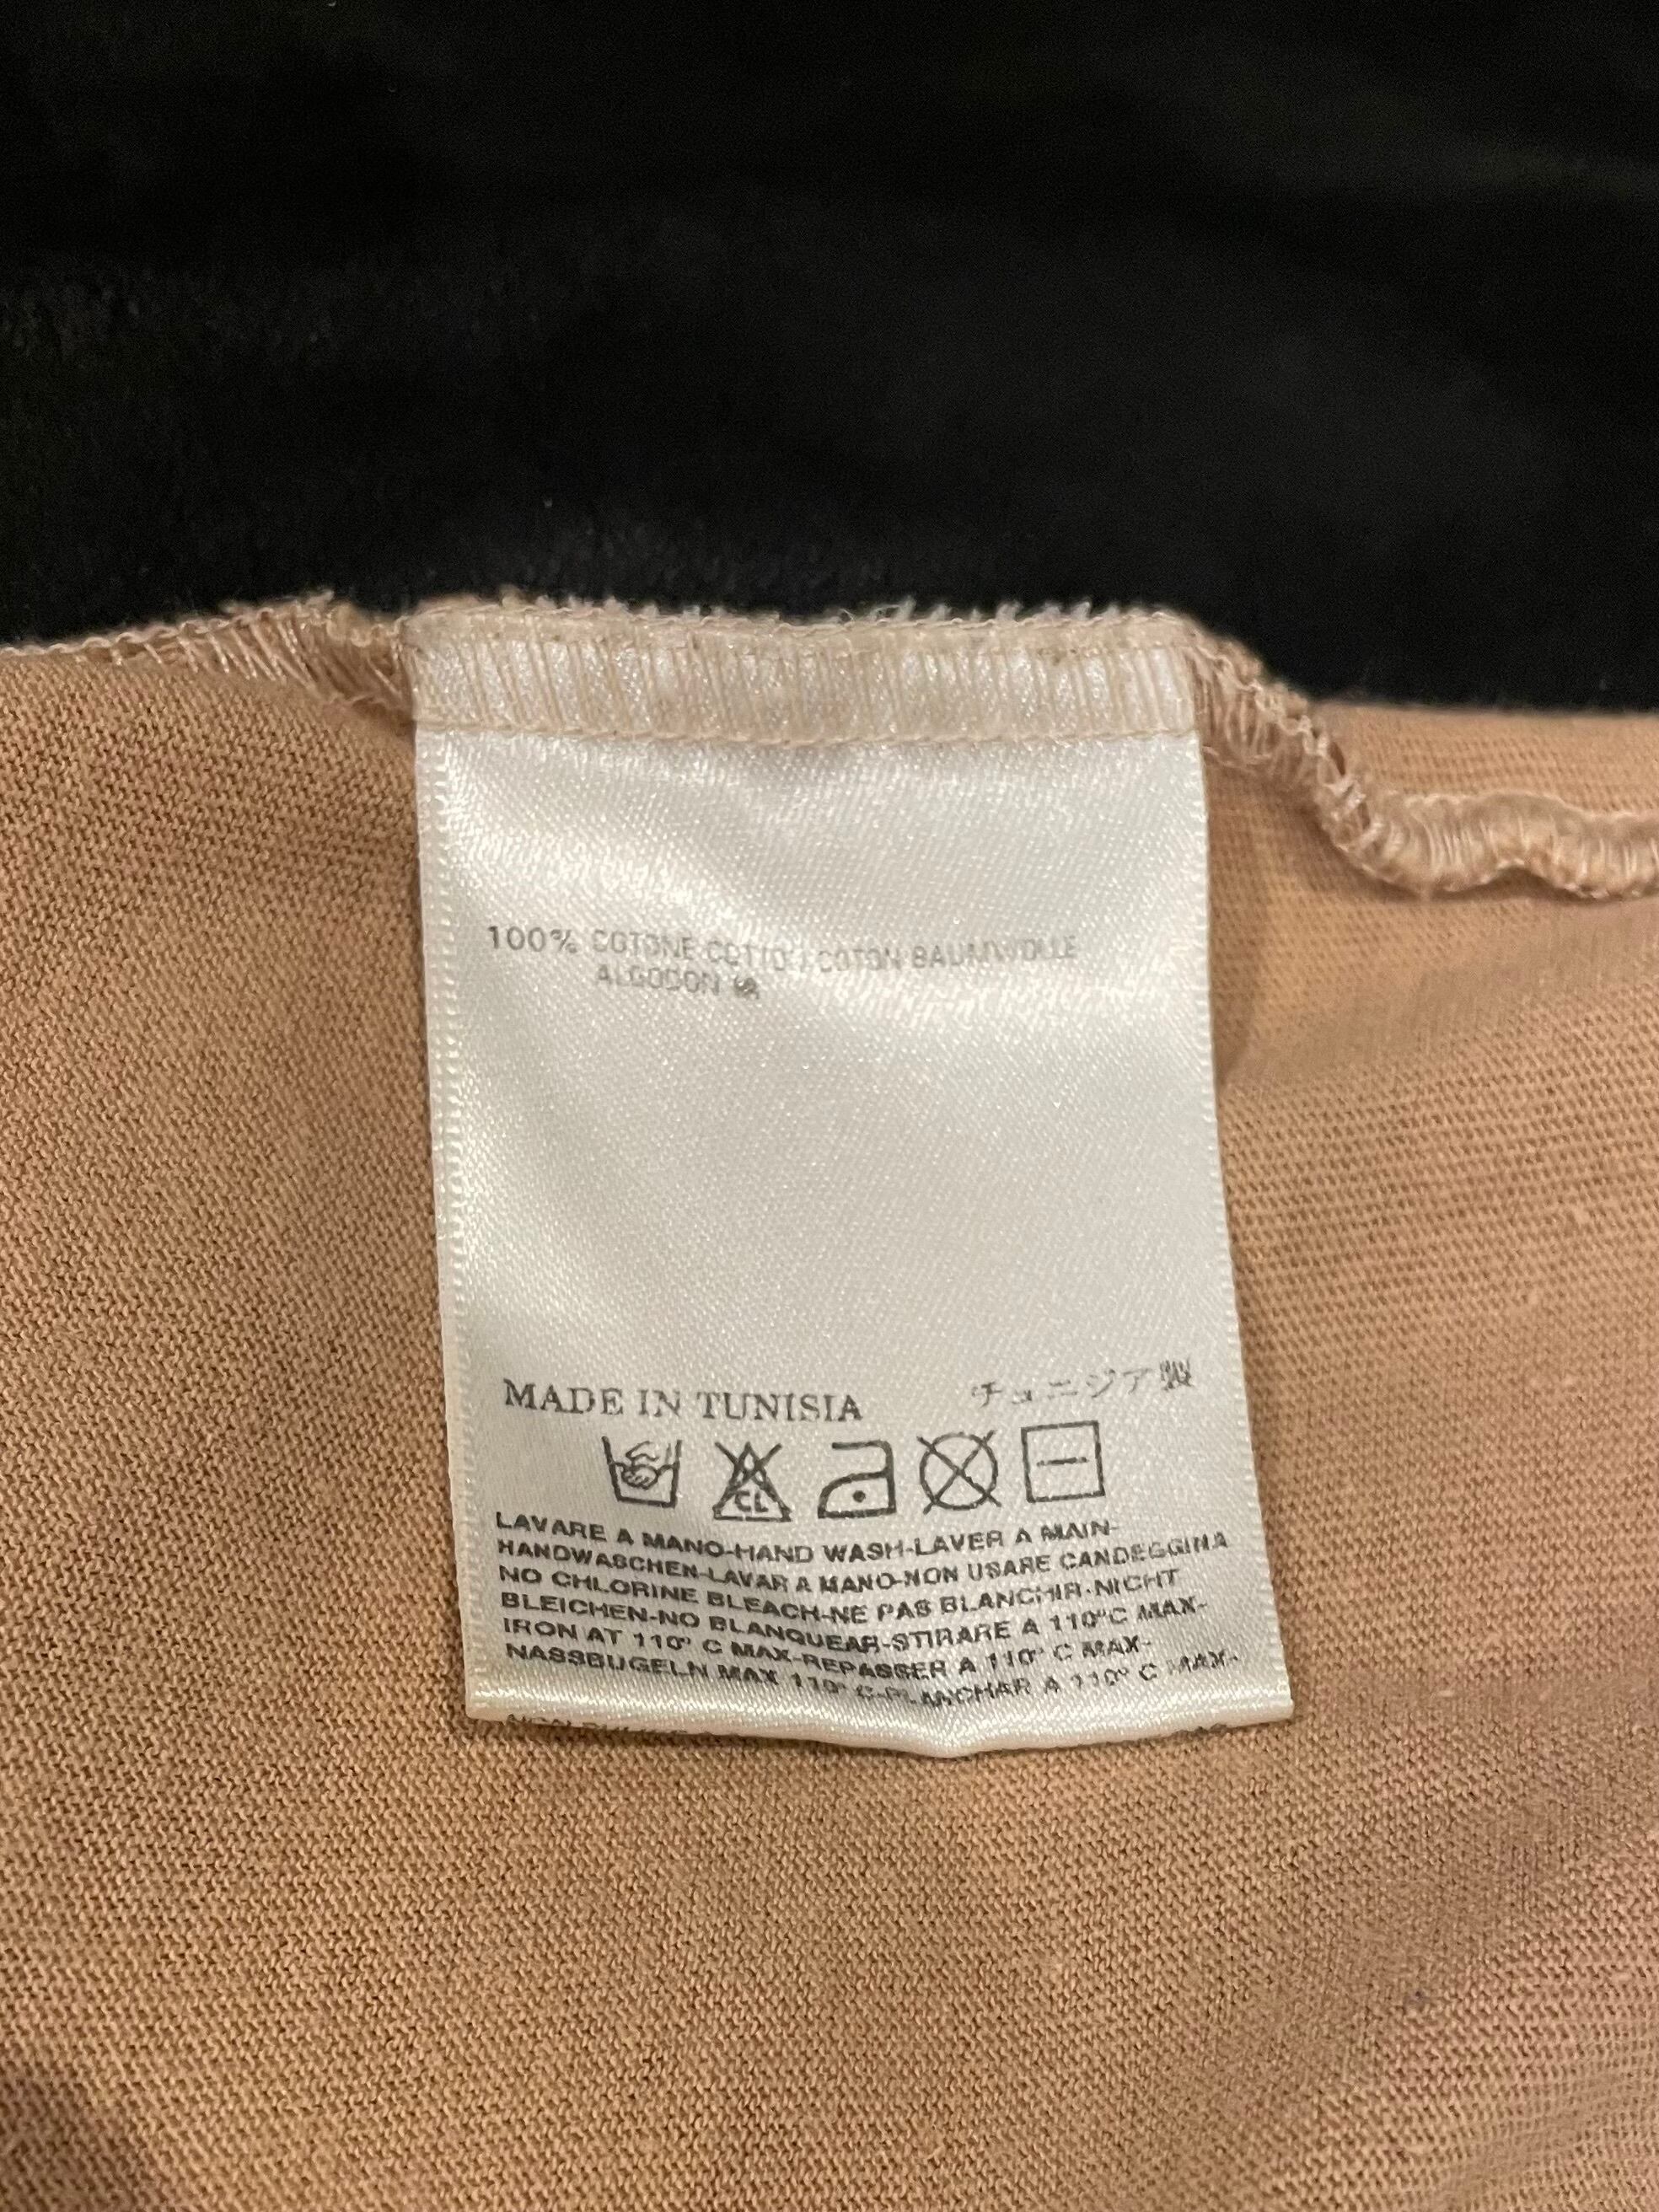 100% COTONE COTTON COTON BAUMWOLLE
ALGODON 綿
MADE IN TUNISIA チュニジア製
CL
LAVARE A MANO-HAND WASH-LAVER A MAIN-
HANDWASCHEN-LAVAR A MANO-NON USARE CANDEGGINA
NO CHLORINE BLEACH-NE PAS BLANCHIR-NICHT
BLEICHEN-NO BLANQUEAR-STIRARE A 110°C MAX-
IRON AT 110° C MAX-REPASSER A 110° C MAX-
NASSBUGELN MAX 110° C-PLANCHAR A 110° C MAX-